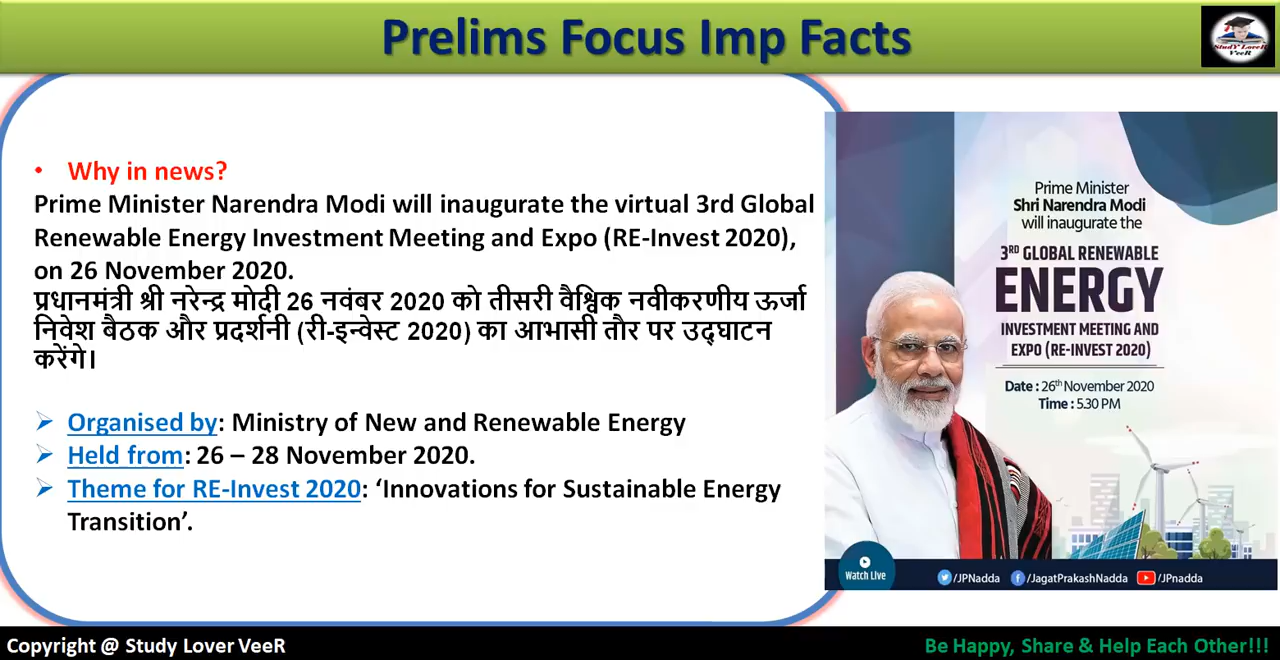 Prelims Focus Imp Facts
StudY LoveR
VeeR
• Why in news?
Prime Minister Narendra Modi will inaugurate the virtual 3rd Global
Renewable Energy Investment Meeting and Expo (RE-Invest 2020),
on 26 November 2020.
प्रधानमंत्री श्री नरेन्द्र मोदी 26 नवंबर 2020 को तीसरी वैश्विक नवीकरणीय ऊर्जा
निवेश बैठक और प्रदर्शनी (री-इन्वेस्ट 2020) का आभासी तौर पर उद्घाटन
करेंगे।
➢ Organised by: Ministry of New and Renewable Energy
➢ Held from: 26 – 28 November 2020.
➢ Theme for RE-Invest 2020: ‘Innovations for Sustainable Energy
Transition’.
Prime Minister
Shri Narendra Modi
will inaugurate the
3RD GLOBAL RENEWABLE
ENERGY
INVESTMENT MEETING AND
EXPO (RE-INVEST 2020)
Date : 26th November 2020
Time : 5.30 PM
Watch Live
/JPNadda /JagatPrakashNadda /JPnadda
Copyright @ Study Lover VeeR
Be Happy, Share & Help Each Other!!!